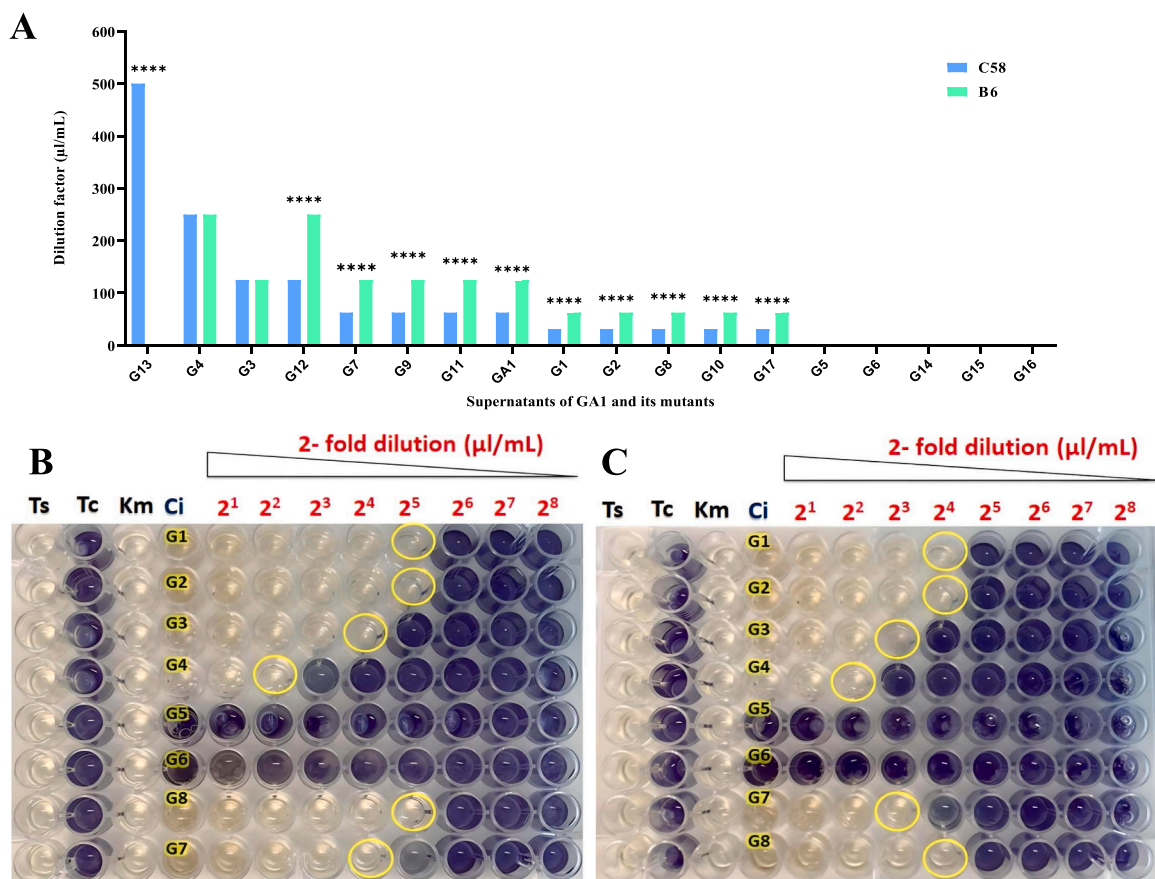 A
600
500
400
300
200
100
0
Dilution factor (µl/mL)
****
****
****
****
****
****
****
****
****
****
****
C58
B6
G13 G4 G3 G12 G7 G9 G11 GA1 G1 G2 G8 G10 G17 G5 G6 G14 G15 G16
Supernatants of GA1 and its mutants
B
2- fold dilution (µl/mL)
Ts Tc Km Ci 2¹ 2² 2³ 2⁴ 2⁵ 2⁶ 2⁷ 2⁸
G1
G2
G3
G4
G5
G6
G8
G7
C
2- fold dilution (µl/mL)
Ts Tc Km Ci 2¹ 2² 2³ 2⁴ 2⁵ 2⁶ 2⁷ 2⁸
G1
G2
G3
G4
G5
G6
G7
G8